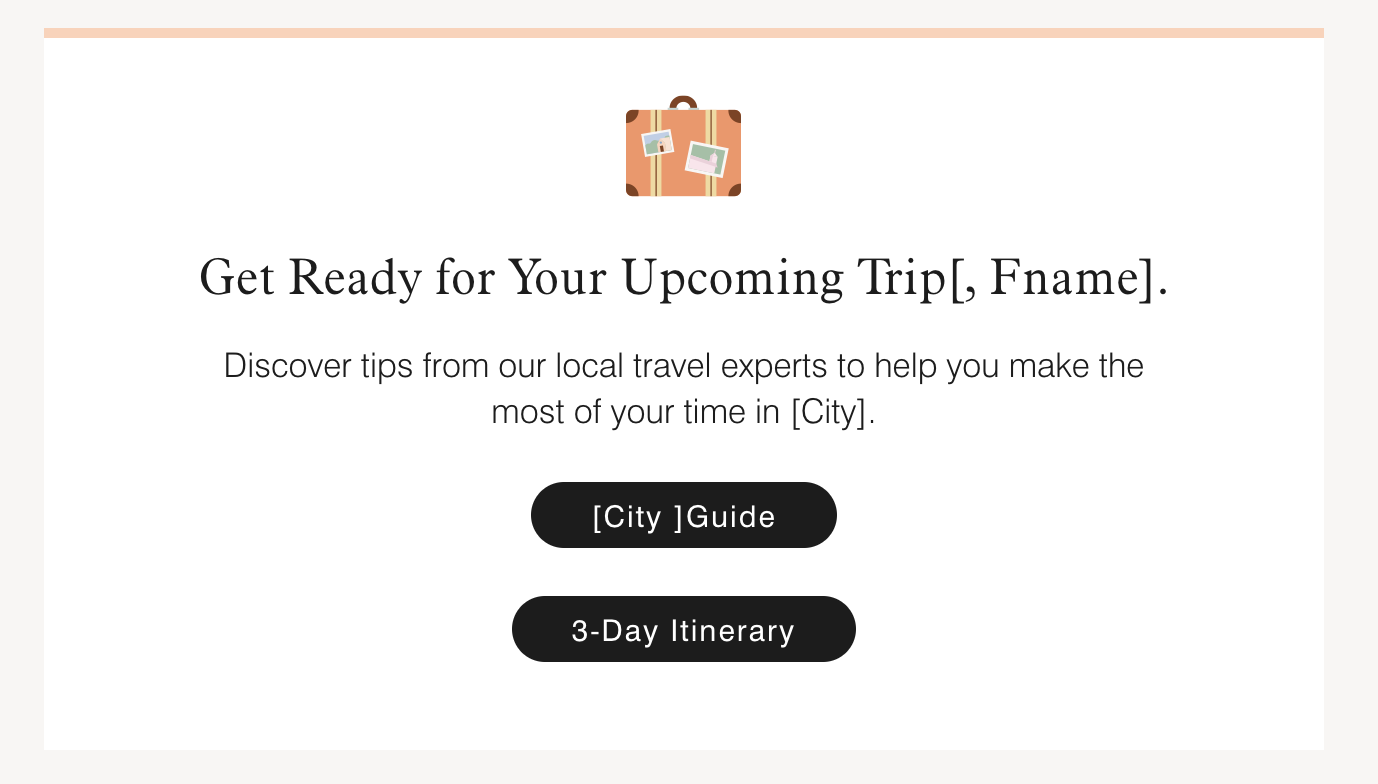 Get Ready for Your Upcoming Trip[, Fname].
Discover tips from our local travel experts to help you make the
most of your time in [City].
[City ]Guide
3-Day Itinerary